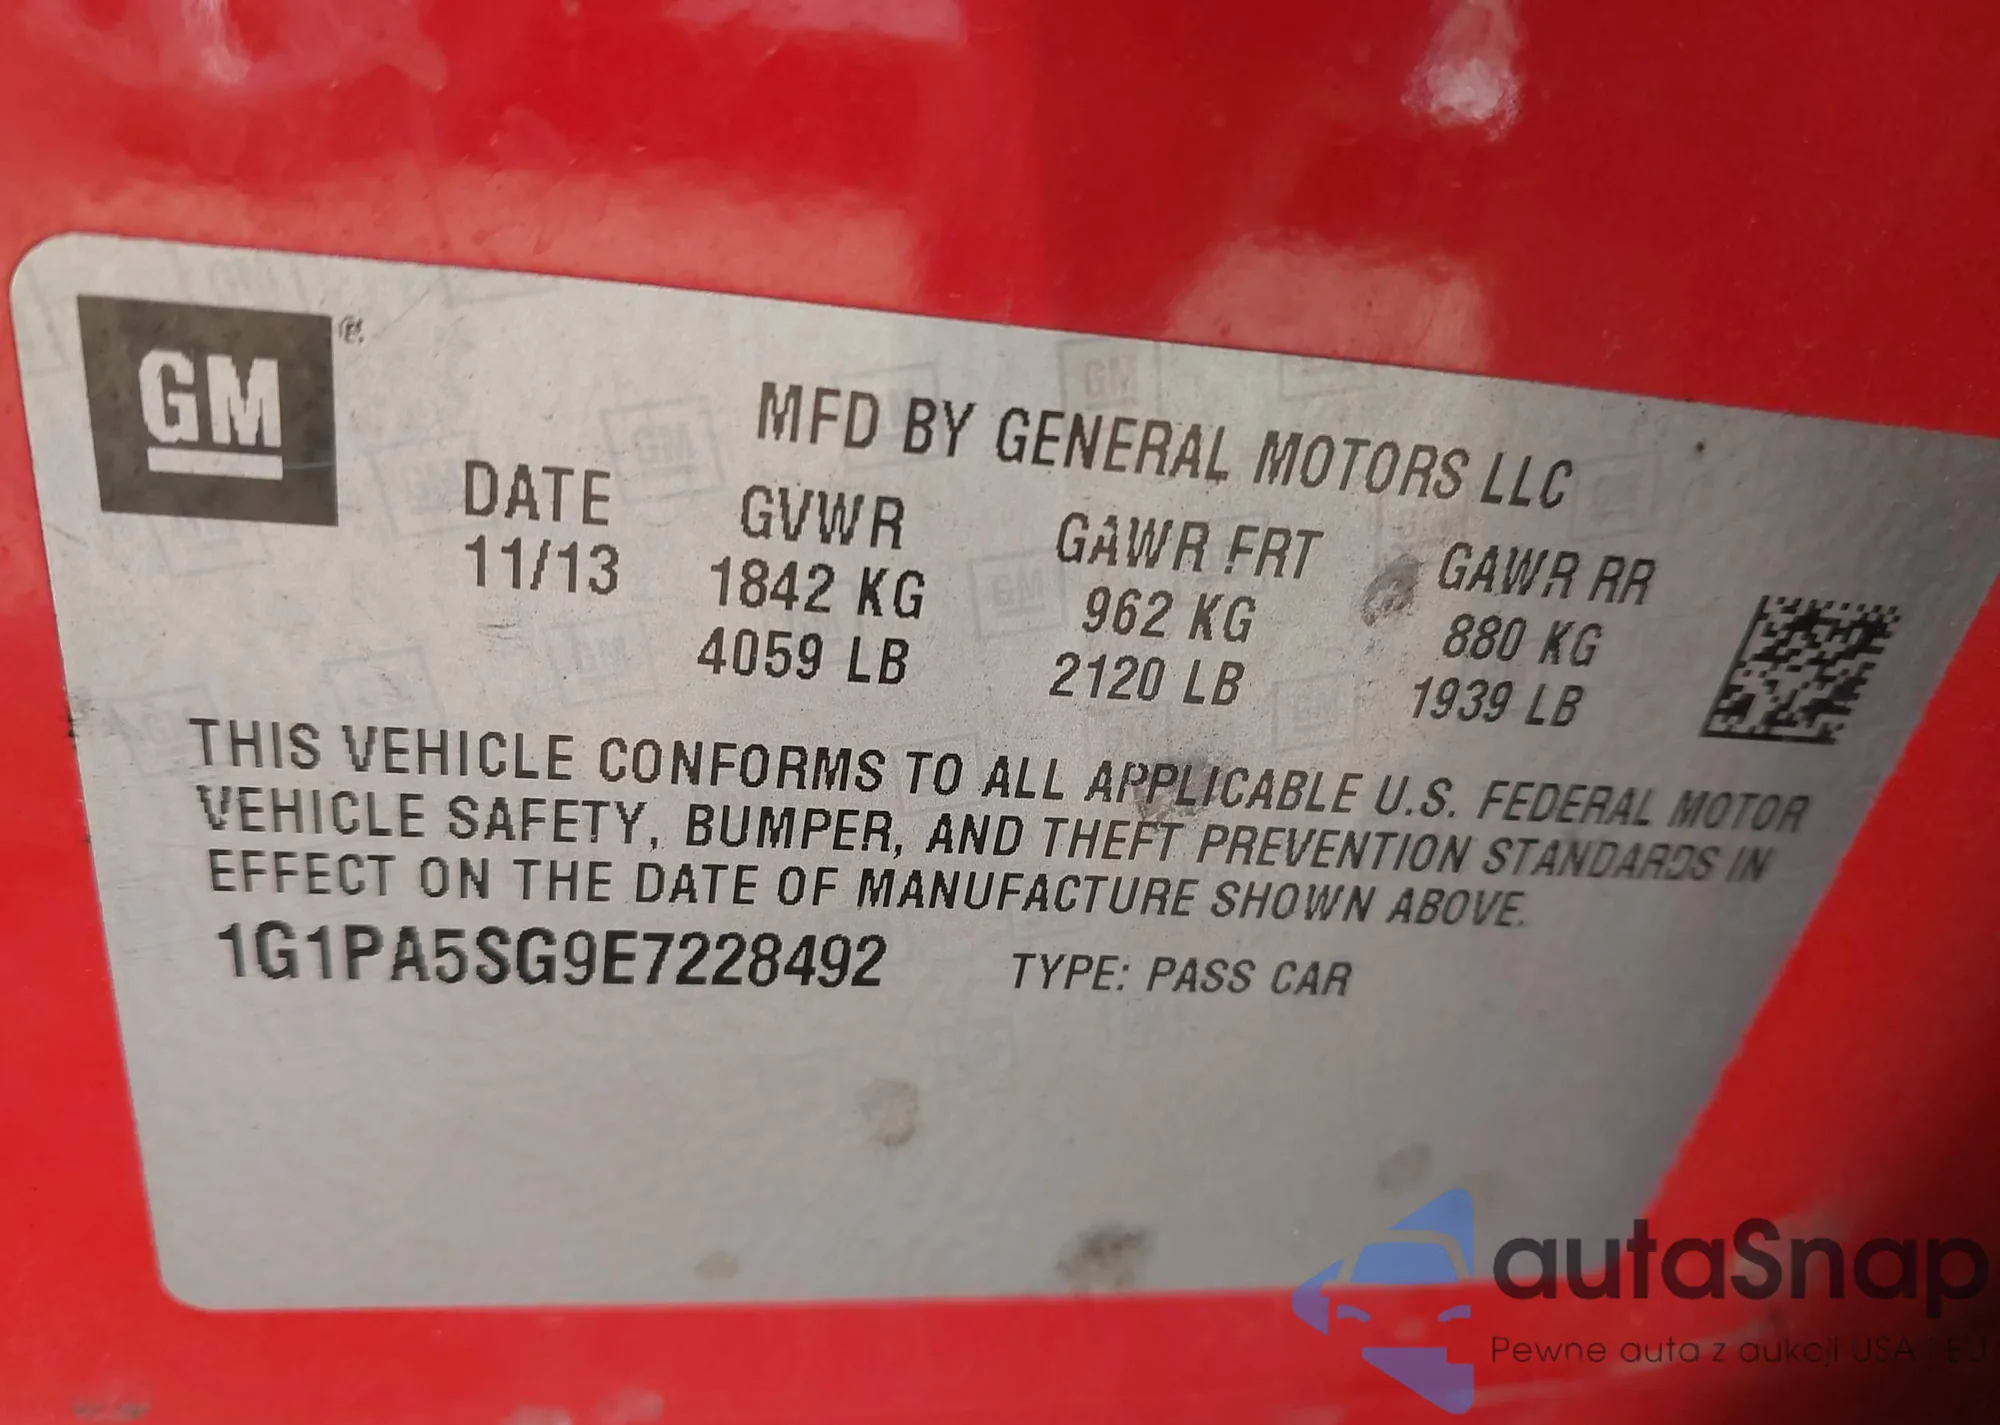 GM
MFD BY GENERAL MOTORS LLC
DATE GVWR GAWR FRT GAWR RR
11/13 1842 KG 962 KG 880 KG
4059 LB 2120 LB 1939 LB
THIS VEHICLE CONFORMS TO ALL APPLICABLE U.S. FEDERAL MOTOR
VEHICLE SAFETY, BUMPER, AND THEFT PREVENTION STANDARDS IN
EFFECT ON THE DATE OF MANUFACTURE SHOWN ABOVE.
1G1PA5SG9E7228492 TYPE: PASS CAR
autaSnap
Pewne auta z aukcji USA i EU